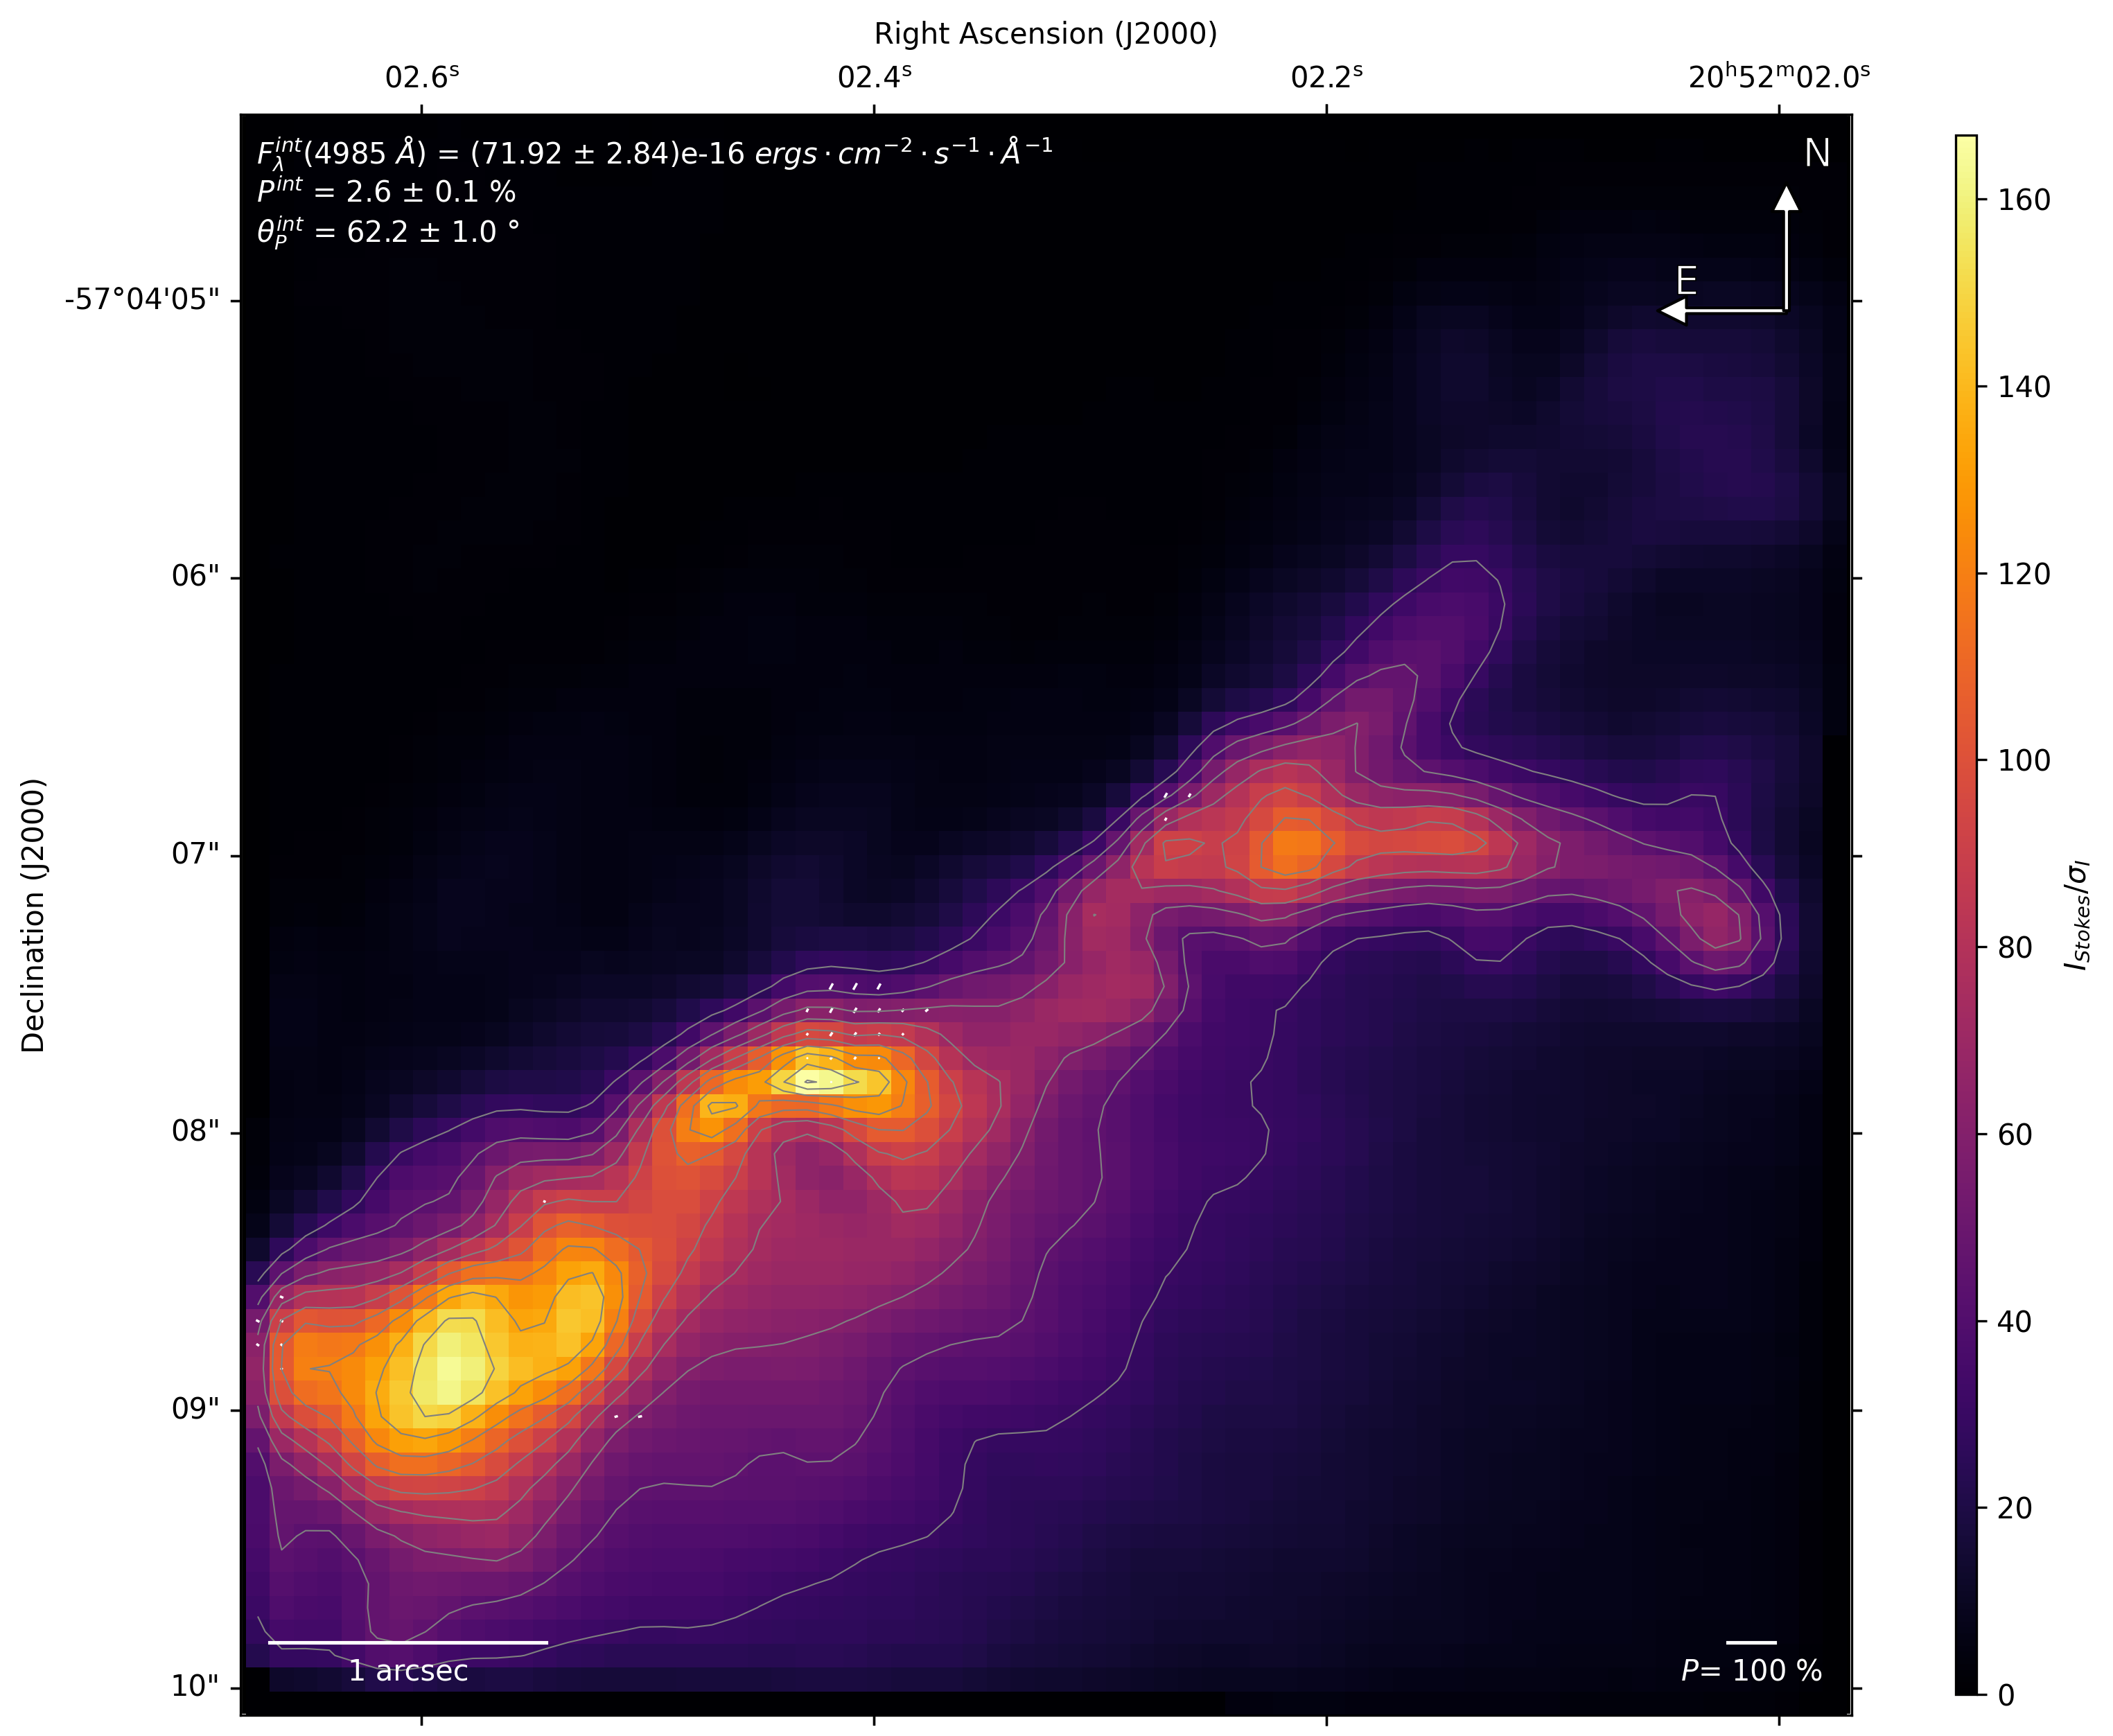 Right Ascension (J2000)
02.6ˢ 02.4ˢ 02.2ˢ 20ʰ52ᵐ02.0ˢ
F_λ^int(4985 Å) = (71.92 ± 2.84)e-16 ergs · cm⁻² · s⁻¹ · Å⁻¹
P^int = 2.6 ± 0.1 %
θ_P^int = 62.2 ± 1.0 °
N
E
-57°04'05"
06"
07"
08"
09"
10"
Declination (J2000)
1 arcsec
P= 100 %
160
140
120
100
80
60
40
20
0
I_Stokes/σ_I